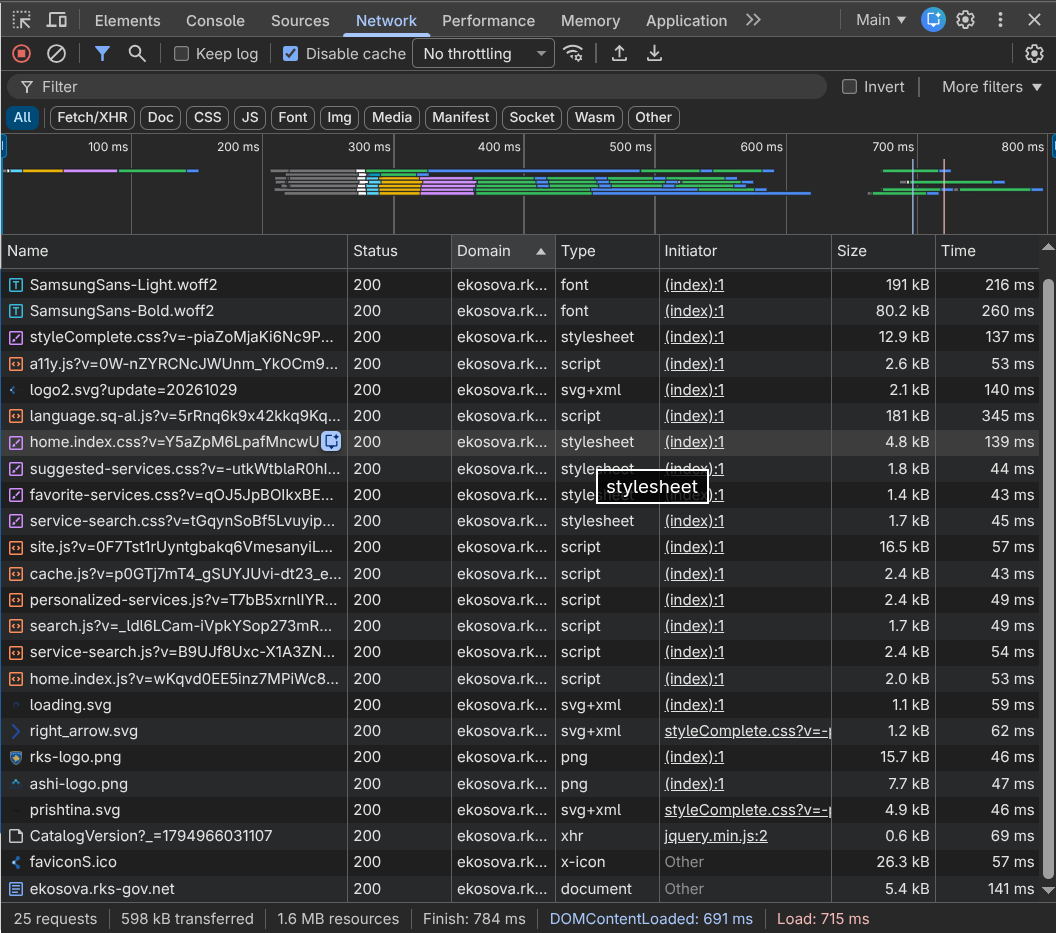 Elements Console Sources Network Performance Memory Application Main
Keep log Disable cache No throttling
Filter Invert More filters
All Fetch/XHR Doc CSS JS Font Img Media Manifest Socket Wasm Other
100 ms 200 ms 300 ms 400 ms 500 ms 600 ms 700 ms 800 ms
Name Status Domain Type Initiator Size Time
SamsungSans-Light.woff2 200 ekosova.rk... font (index):1 191 kB 216 ms
SamsungSans-Bold.woff2 200 ekosova.rk... font (index):1 80.2 kB 260 ms
styleComplete.css?v=-piaZoMjaKi6Nc9P... 200 ekosova.rk... stylesheet (index):1 12.9 kB 137 ms
a11y.js?v=0W-nZYRCNcJWUnm_YkOCm9... 200 ekosova.rk... script (index):1 2.6 kB 53 ms
logo2.svg?update=20261029 200 ekosova.rk... svg+xml (index):1 2.1 kB 140 ms
language.sq-al.js?v=5rRnq6k9x42kkq9Kq... 200 ekosova.rk... script (index):1 181 kB 345 ms
home.index.css?v=Y5aZpM6LpafMncwU 200 ekosova.rk... stylesheet (index):1 4.8 kB 139 ms
suggested-services.css?v=-utkWtblaR0hI... 200 ekosova.rk... stylesheet (index):1 1.8 kB 44 ms
stylesheet
favorite-services.css?v=qOJ5JpBOIkxBE... 200 ekosova.rk... 1.4 kB 43 ms
service-search.css?v=tGqynSoBf5Lvuyip... 200 ekosova.rk... stylesheet (index):1 1.7 kB 45 ms
site.js?v=0F7Tst1rUyntgbakq6VmesanyiL... 200 ekosova.rk... script (index):1 16.5 kB 57 ms
cache.js?v=p0GTj7mT4_gSUYJUvi-dt23_e... 200 ekosova.rk... script (index):1 2.4 kB 43 ms
personalized-services.js?v=T7bB5xrnlIYR... 200 ekosova.rk... script (index):1 2.4 kB 49 ms
search.js?v=_ldl6LCam-iVpkYSop273mR... 200 ekosova.rk... script (index):1 1.7 kB 49 ms
service-search.js?v=B9UJf8Uxc-X1A3ZN... 200 ekosova.rk... script (index):1 2.4 kB 54 ms
home.index.js?v=wKqvd0EE5inz7MPiWc8... 200 ekosova.rk... script (index):1 2.0 kB 53 ms
loading.svg 200 ekosova.rk... svg+xml (index):1 1.1 kB 59 ms
right_arrow.svg 200 ekosova.rk... svg+xml styleComplete.css?v=-p 1.2 kB 62 ms
rks-logo.png 200 ekosova.rk... png (index):1 15.7 kB 46 ms
ashi-logo.png 200 ekosova.rk... png (index):1 7.7 kB 47 ms
prishtina.svg 200 ekosova.rk... svg+xml styleComplete.css?v=-p 4.9 kB 46 ms
CatalogVersion?_=1794966031107 200 ekosova.rk... xhr jquery.min.js:2 0.6 kB 69 ms
faviconS.ico 200 ekosova.rk... x-icon Other 26.3 kB 57 ms
ekosova.rks-gov.net 200 ekosova.rk... document Other 5.4 kB 141 ms
25 requests 598 kB transferred 1.6 MB resources Finish: 784 ms DOMContentLoaded: 691 ms Load: 715 ms